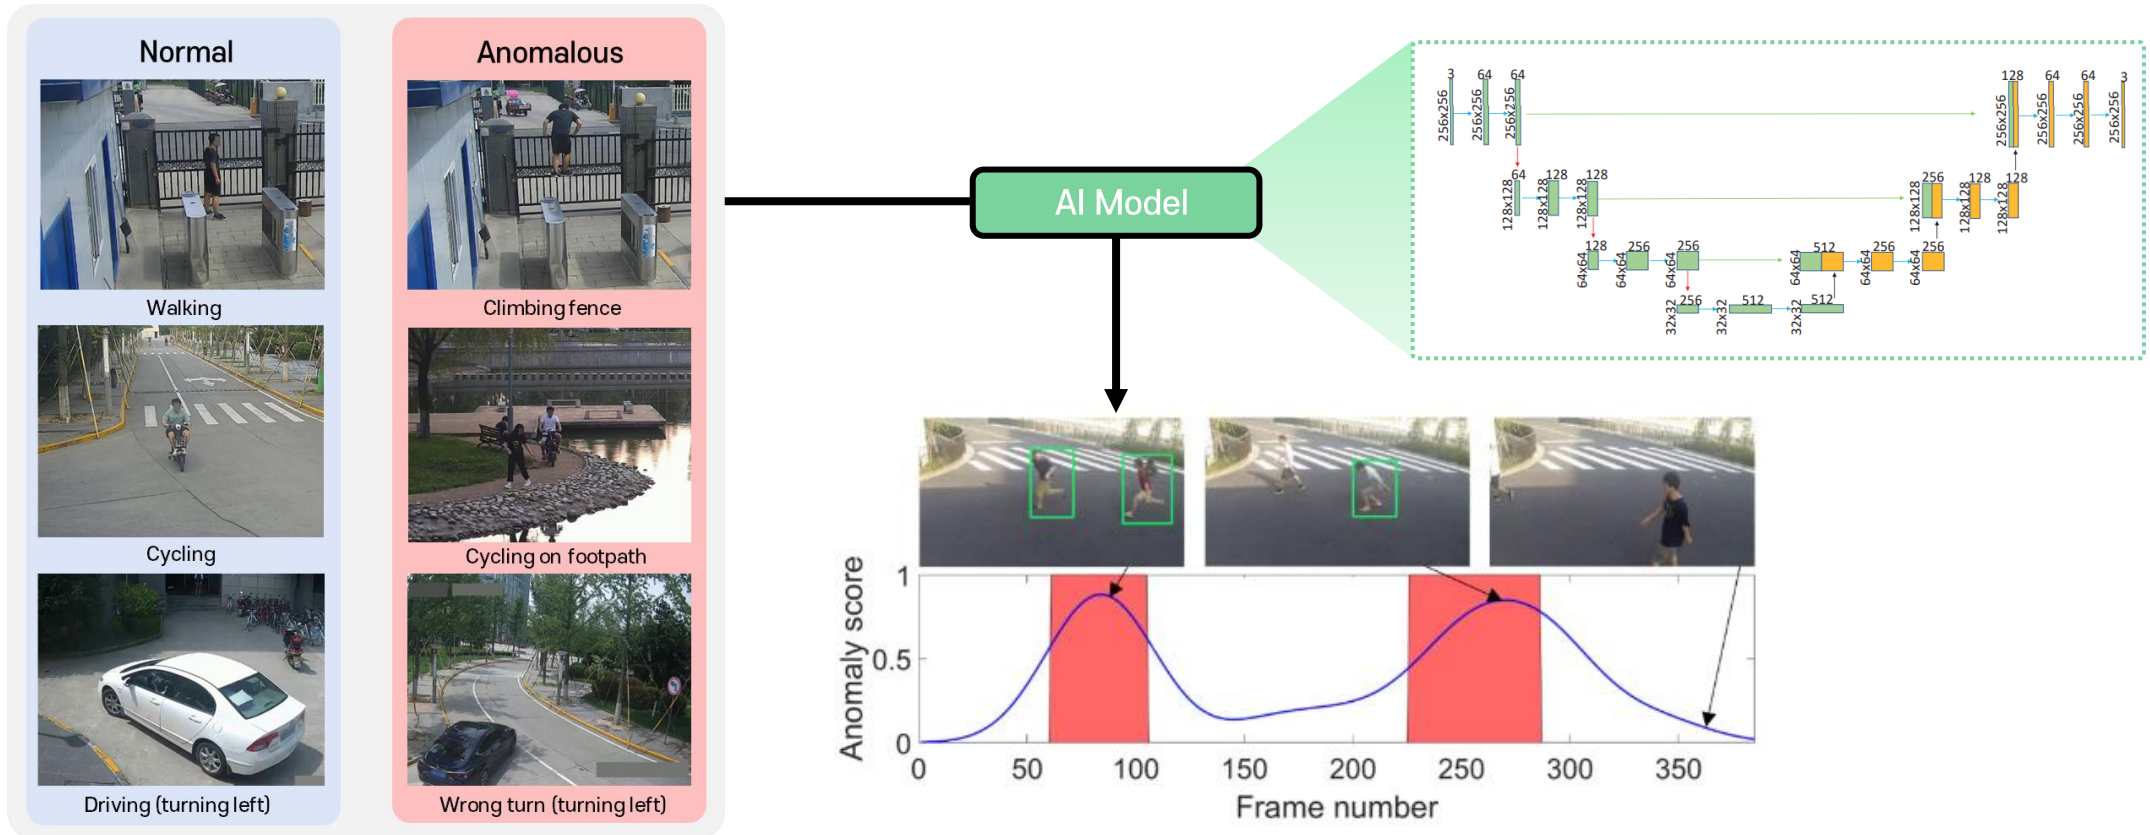 Normal
Anomalous
Walking
Climbing fence
Cycling
Cycling on footpath
Driving (turning left)
Wrong turn (turning left)
AI Model
3 64 64
256x256 256x256 256x256
128 64 64 3
256x256 256x256 256x256 256x256
64 128 128
128x128 128x128 128x128
256 128 128
128x128 128x128 128x128
128 256 256
64x64 64x64 64x64
512 256 256
64x64 64x64 64x64
256 512 512
32x32 32x32 32x32
Anomaly score
1
0.5
0
0 50 100 150 200 250 300 350
Frame number